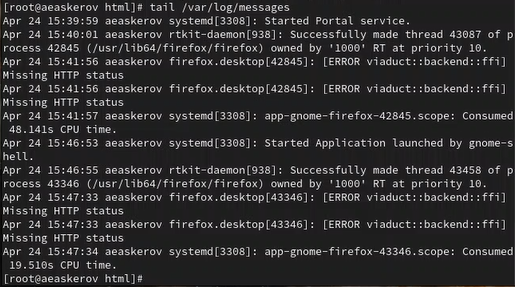 [root@aeaskerov html]# tail /var/log/messages
Apr 24 15:39:59 aeaskerov systemd[3308]: Started Portal service.
Apr 24 15:40:01 aeaskerov rtkit-daemon[938]: Successfully made thread 43087 of p
rocess 42845 (/usr/lib64/firefox/firefox) owned by '1000' RT at priority 10.
Apr 24 15:41:56 aeaskerov firefox.desktop[42845]: [ERROR viaduct::backend::ffi]
Missing HTTP status
Apr 24 15:41:56 aeaskerov firefox.desktop[42845]: [ERROR viaduct::backend::ffi]
Missing HTTP status
Apr 24 15:41:57 aeaskerov systemd[3308]: app-gnome-firefox-42845.scope: Consumed
 48.141s CPU time.
Apr 24 15:46:53 aeaskerov systemd[3308]: Started Application launched by gnome-s
hell.
Apr 24 15:46:55 aeaskerov rtkit-daemon[938]: Successfully made thread 43458 of p
rocess 43346 (/usr/lib64/firefox/firefox) owned by '1000' RT at priority 10.
Apr 24 15:47:33 aeaskerov firefox.desktop[43346]: [ERROR viaduct::backend::ffi]
Missing HTTP status
Apr 24 15:47:33 aeaskerov firefox.desktop[43346]: [ERROR viaduct::backend::ffi]
Missing HTTP status
Apr 24 15:47:34 aeaskerov systemd[3308]: app-gnome-firefox-43346.scope: Consumed
 19.510s CPU time.
[root@aeaskerov html]#